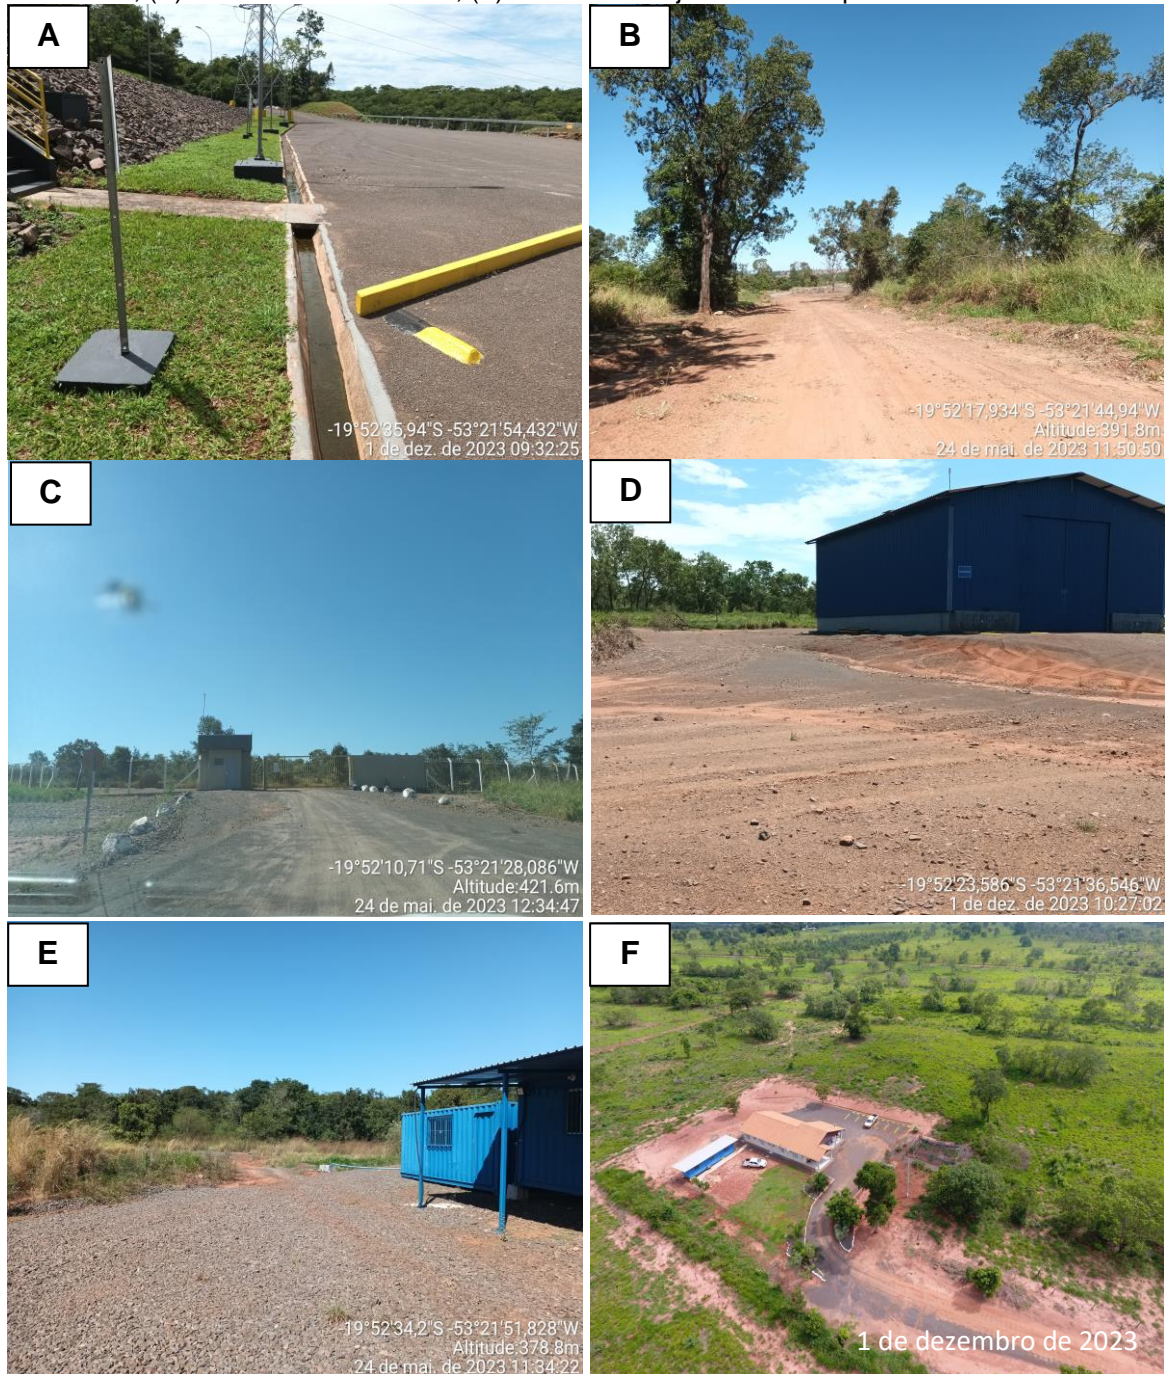 A
-19°52'35,94"S -53°21'54,432"W
1 de dez. de 2023 09:32:25
B
-19°52'17,934"S -53°21'44,94"W
Altitude:391.8m
24 de mai. de 2023 11:50:50
C
-19°52'10,71"S -53°21'28,086"W
Altitude:421.6m
24 de mai. de 2023 12:34:47
D
-19°52'23,586"S -53°21'36,546"W
1 de dez. de 2023 10:27:02
E
-19°52'34,2"S -53°21'51,828"W
Altitude:378.8m
24 de mai. de 2023 11:34:22
F
1 de dezembro de 2023